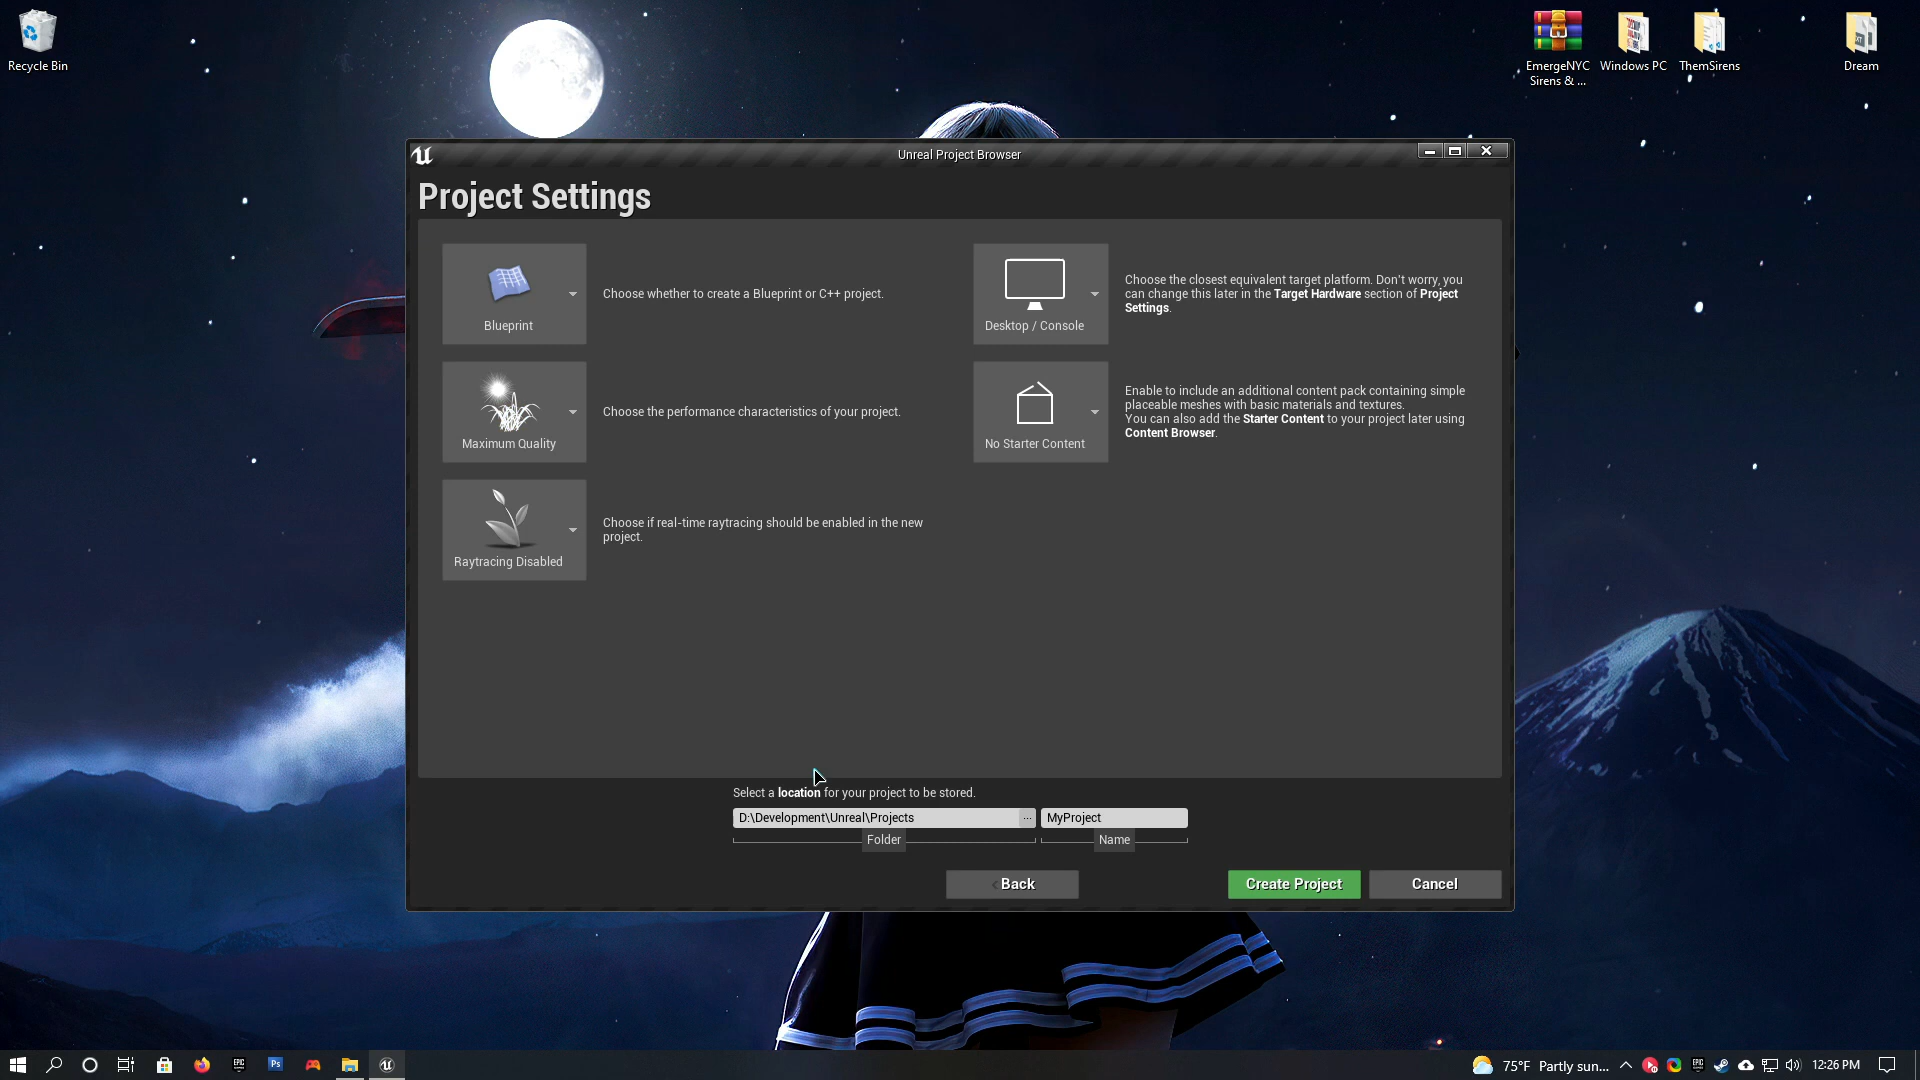 Recycle Bin
EmergeNYC
Sirens & ...
Windows PC
ThemSirens
Dream
Unreal Project Browser
Project Settings
Blueprint
Choose whether to create a Blueprint or C++ project.
Desktop / Console
Choose the closest equivalent target platform. Don't worry, you
can change this later in the Target Hardware section of Project
Settings.
Maximum Quality
Choose the performance characteristics of your project.
No Starter Content
Enable to include an additional content pack containing simple
placeable meshes with basic materials and textures.
You can also add the Starter Content to your project later using
Content Browser.
Raytracing Disabled
Choose if real-time raytracing should be enabled in the new
project.
Select a location for your project to be stored.
D:\Development\Unreal\Projects
...
MyProject
Folder
Name
Back
Create Project
Cancel
EPIC
Ps
75°F Partly sun...
EPIC
12:26 PM